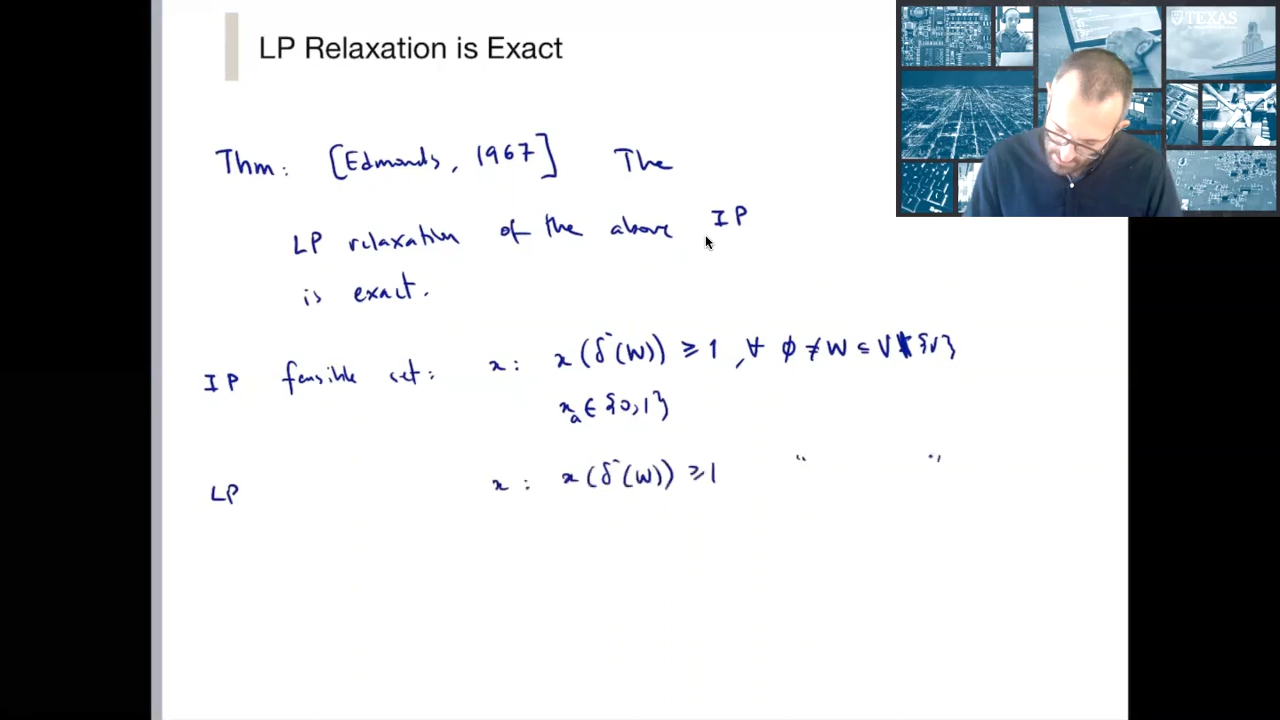 LP Relaxation is Exact
TEXAS
Thm: [Edmonds, 1967] The
LP relaxation of the above IP
is exact.
IP feasible set: x: x(δ⁻(W)) ≥ 1, ∀ ∅ ≠ W ⊆ V \ {r}
xₐ ∈ {0,1}
LP x: x(δ⁻(W)) ≥ 1 " "